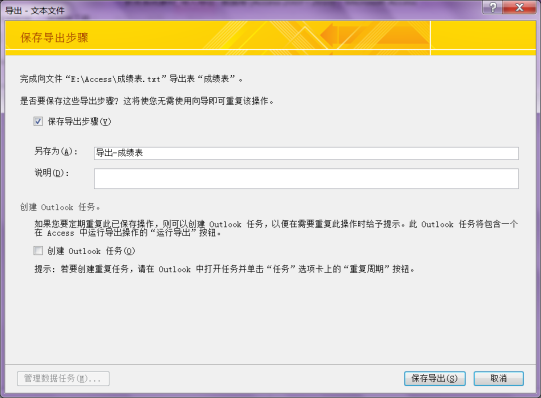 导出 - 文本文件
保存导出步骤
完成向文件“E:\Access\成绩表.txt”导出表“成绩表”。
是否要保存这些导出步骤? 这将使您无需使用向导即可重复该操作。
保存导出步骤(V)
另存为(A):
导出-成绩表
说明(D):
创建 Outlook 任务。
如果您要定期重复此已保存操作，则可以创建 Outlook 任务，以便在需要重复此操作时给予提示。此 Outlook 任务将包含一个
在 Access 中运行导出操作的“运行导出”按钮。
创建 Outlook 任务(O)
提示: 若要创建重复任务，请在 Outlook 中打开任务并单击“任务”选项卡上的“重复周期”按钮。
管理数据任务(M)...
保存导出(S)
取消